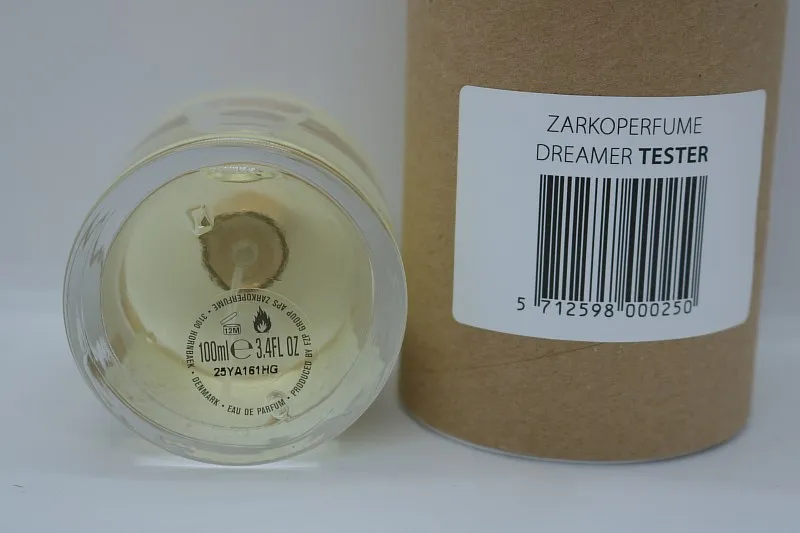 12M
100ml e 3.4FL OZ
25YA161HG
PRODUCED BY FZP GROUP APS ZARKOPERFUME • 3100 HORNBAEK • DENMARK • EAU DE PARFUM •
ZARKOPERFUME
DREAMER TESTER
5 712598 000250